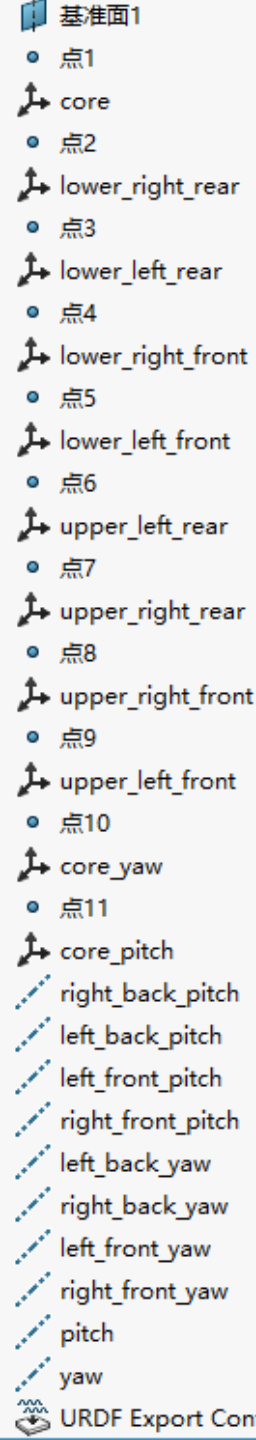 基准面1
点1
core
点2
lower_right_rear
点3
lower_left_rear
点4
lower_right_front
点5
lower_left_front
点6
upper_left_rear
点7
upper_right_rear
点8
upper_right_front
点9
upper_left_front
点10
core_yaw
点11
core_pitch
right_back_pitch
left_back_pitch
left_front_pitch
right_front_pitch
left_back_yaw
right_back_yaw
left_front_yaw
right_front_yaw
pitch
yaw
URDF Export Con